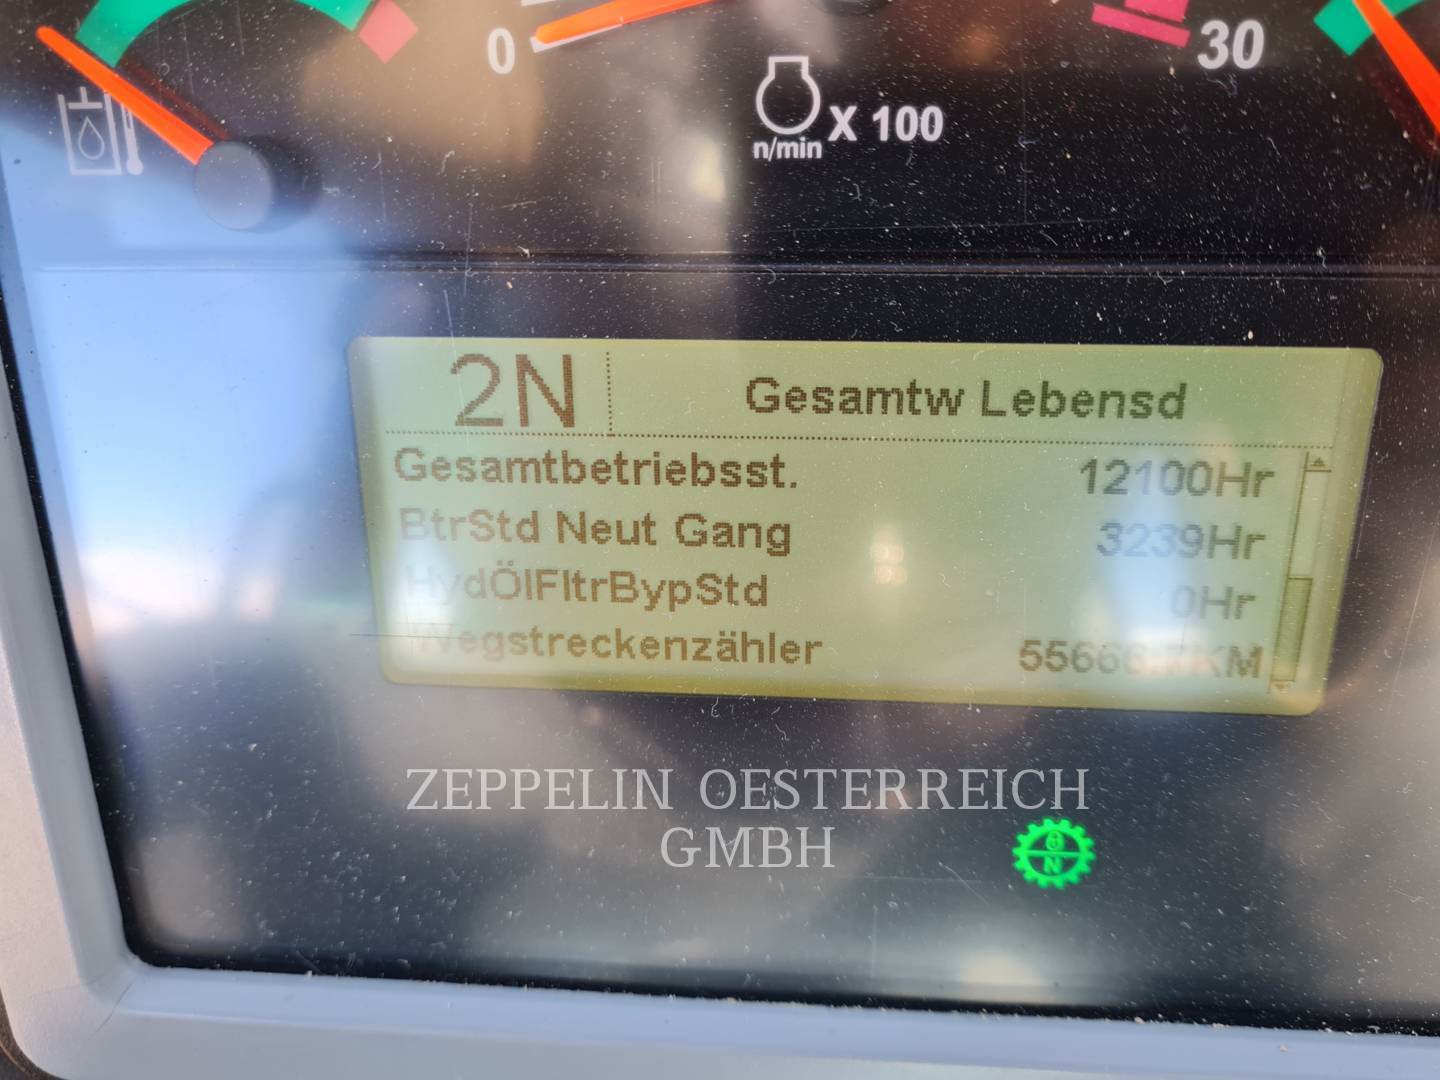 0
30
X 100
n/min
2N
Gesamtw Lebensd
Gesamtbetriebsst. 12100Hr
BtrStd Neut Gang 3239Hr
HydÖlFltrBypStd 0Hr
Wegstreckenzähler
ZEPPELIN OESTERREICH
GMBH
N